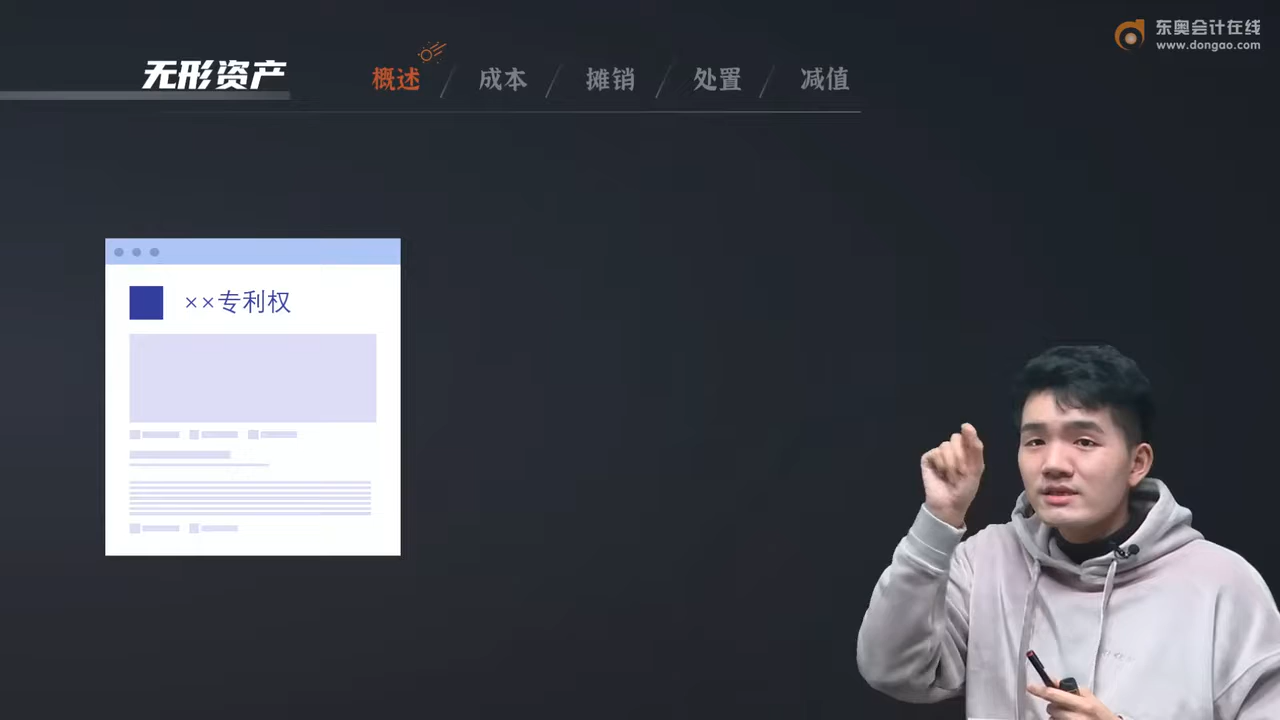 东奥会计在线
www.dongao.com
无形资产
概述 / 成本 / 摊销 / 处置 / 减值
××专利权